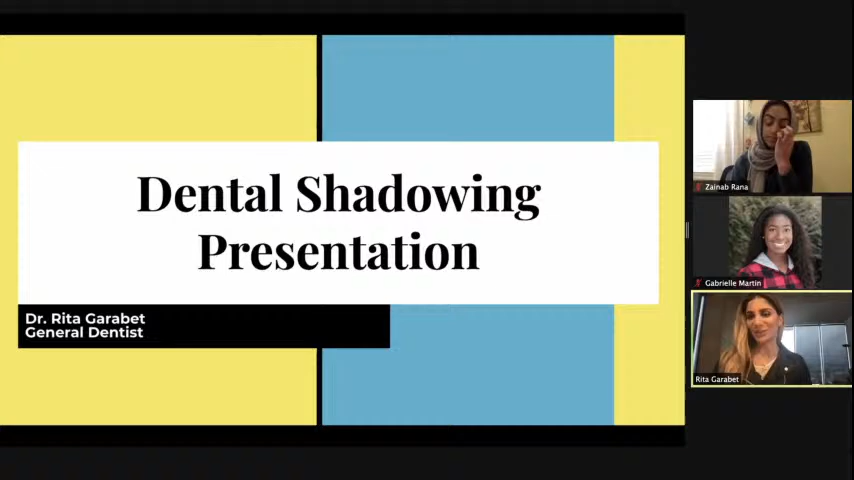 Dental Shadowing
Presentation
Dr. Rita Garabet
General Dentist
Zainab Rana
Gabrielle Martin
Rita Garabet